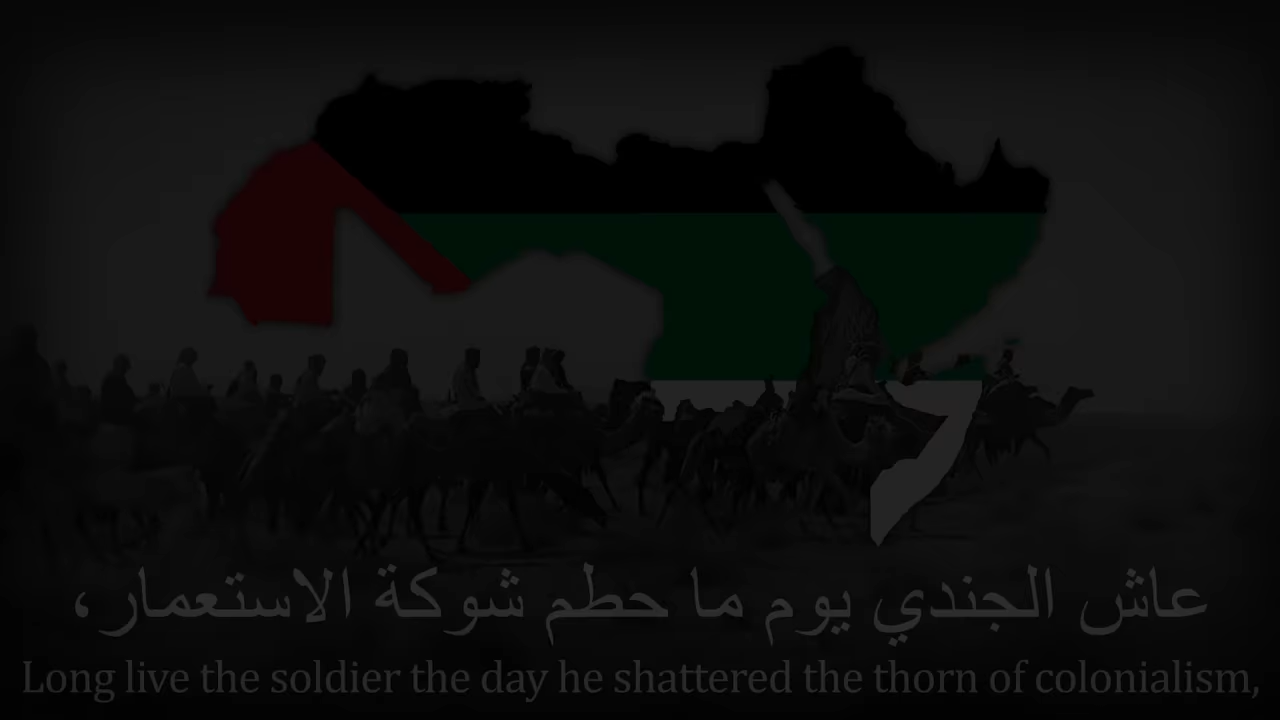 عاش الجندي يوم ما حطم شوكة الاستعمار،
Long live the soldier the day he shattered the thorn of colonialism,